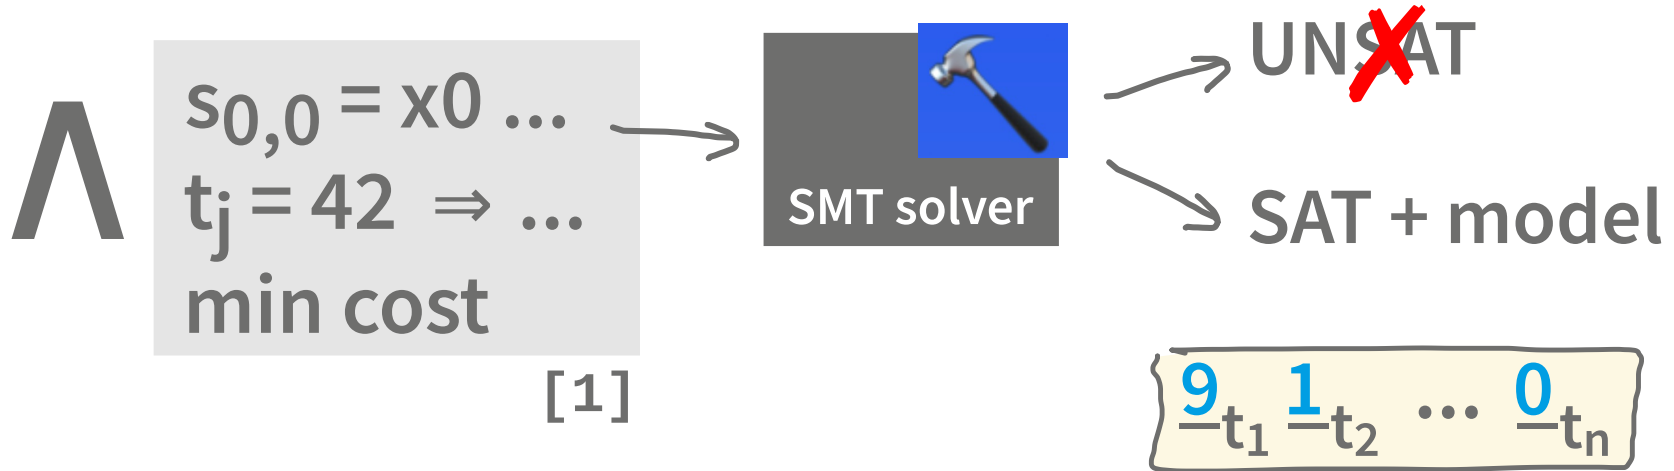 Λ
s0,0 = x0 ...
tj = 42 ⇒ ...
min cost
[1]
SMT solver
UNSAT
SAT + model
9t1 1t2 ... 0tn